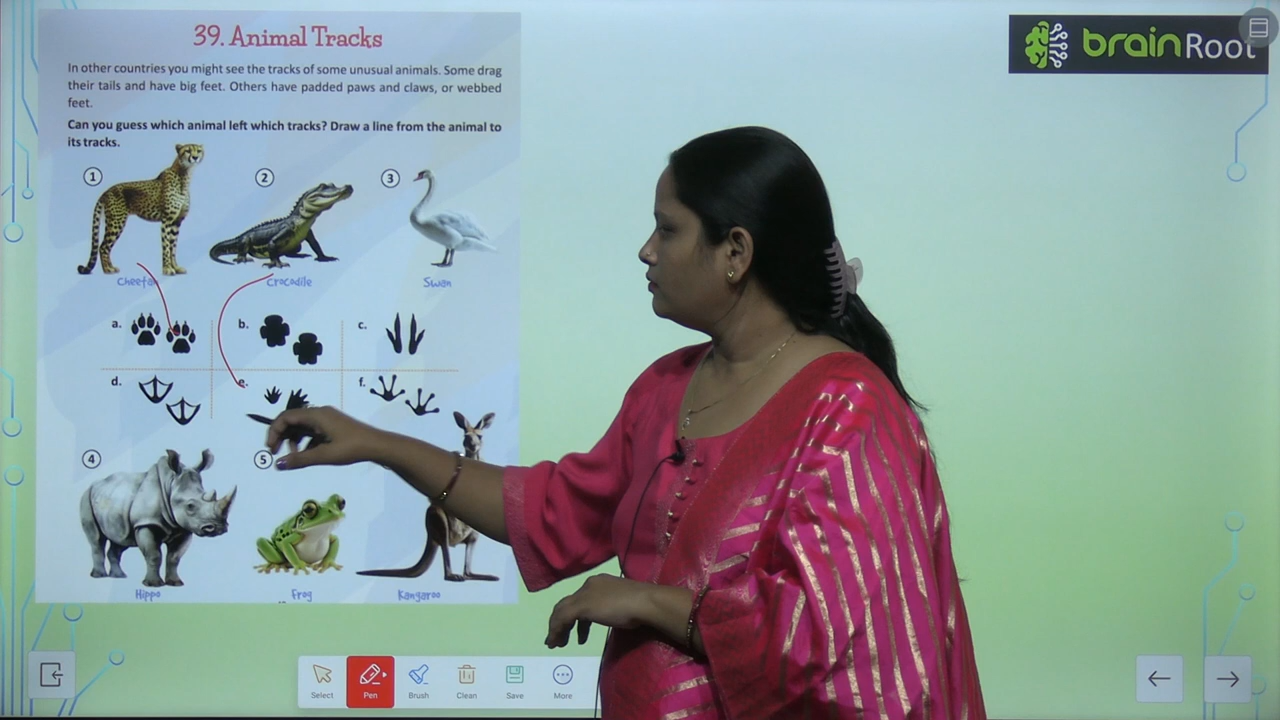 39. Animal Tracks
brainRoot
In other countries you might see the tracks of some unusual animals. Some drag
their tails and have big feet. Others have padded paws and claws, or webbed
feet.
Can you guess which animal left which tracks? Draw a line from the animal to
its tracks.
1 2 3
Cheetah Crocodile Swan
a. b. c.
d. e. f.
4 5
Hippo Frog Kangaroo
Select Pen Brush Clean Save More